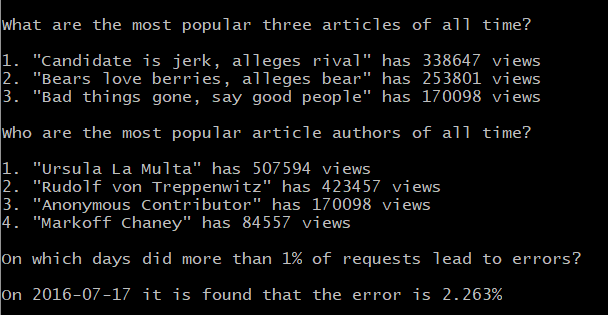 What are the most popular three articles of all time?
1. "Candidate is jerk, alleges rival" has 338647 views
2. "Bears love berries, alleges bear" has 253801 views
3. "Bad things gone, say good people" has 170098 views
Who are the most popular article authors of all time?
1. "Ursula La Multa" has 507594 views
2. "Rudolf von Treppenwitz" has 423457 views
3. "Anonymous Contributor" has 170098 views
4. "Markoff Chaney" has 84557 views
On which days did more than 1% of requests lead to errors?
On 2016-07-17 it is found that the error is 2.263%